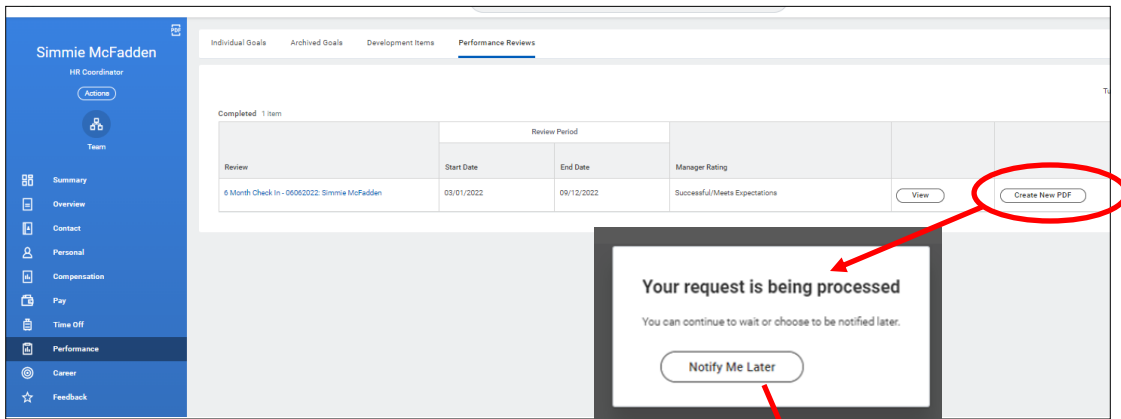 PDF
Simmie McFadden
HR Coordinator
Actions
Team
Summary
Overview
Contact
Personal
Compensation
Pay
Time Off
Performance
Career
Feedback
Individual Goals Archived Goals Development Items Performance Reviews
Completed 1 item
Review Period
Review Start Date End Date Manager Rating
6 Month Check In - 06062022: Simmie McFadden 03/01/2022 09/12/2022 Successful/Meets Expectations View Create New PDF
Your request is being processed
You can continue to wait or choose to be notified later.
Notify Me Later